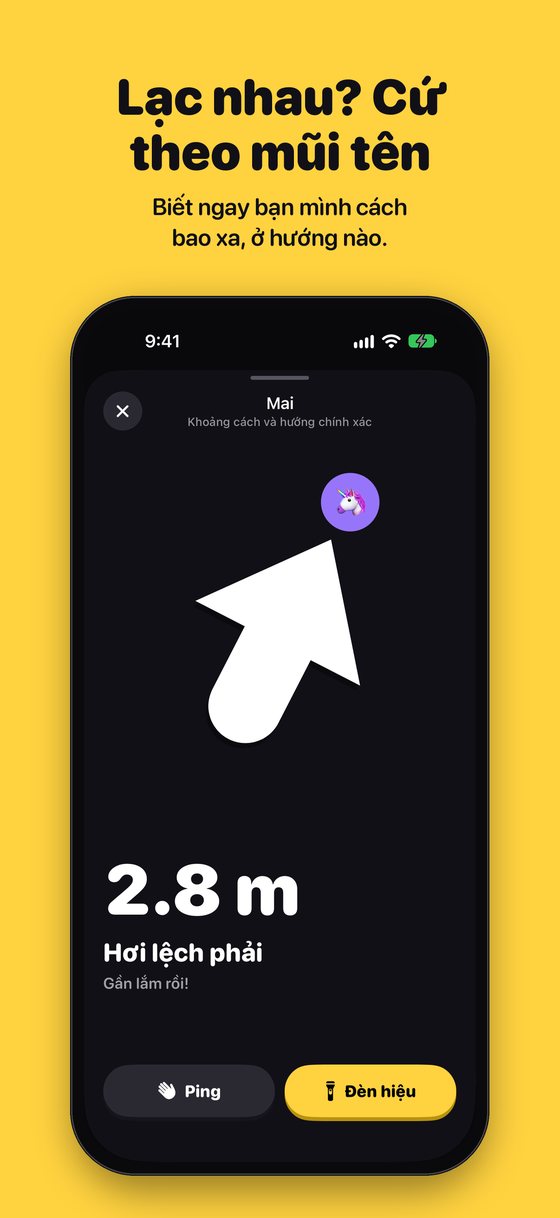 Lạc nhau? Cứ
theo mũi tên
Biết ngay bạn mình cách
bao xa, ở hướng nào.
9:41
Mai
Khoảng cách và hướng chính xác
2.8 m
Hơi lệch phải
Gần lắm rồi!
Ping
Đèn hiệu